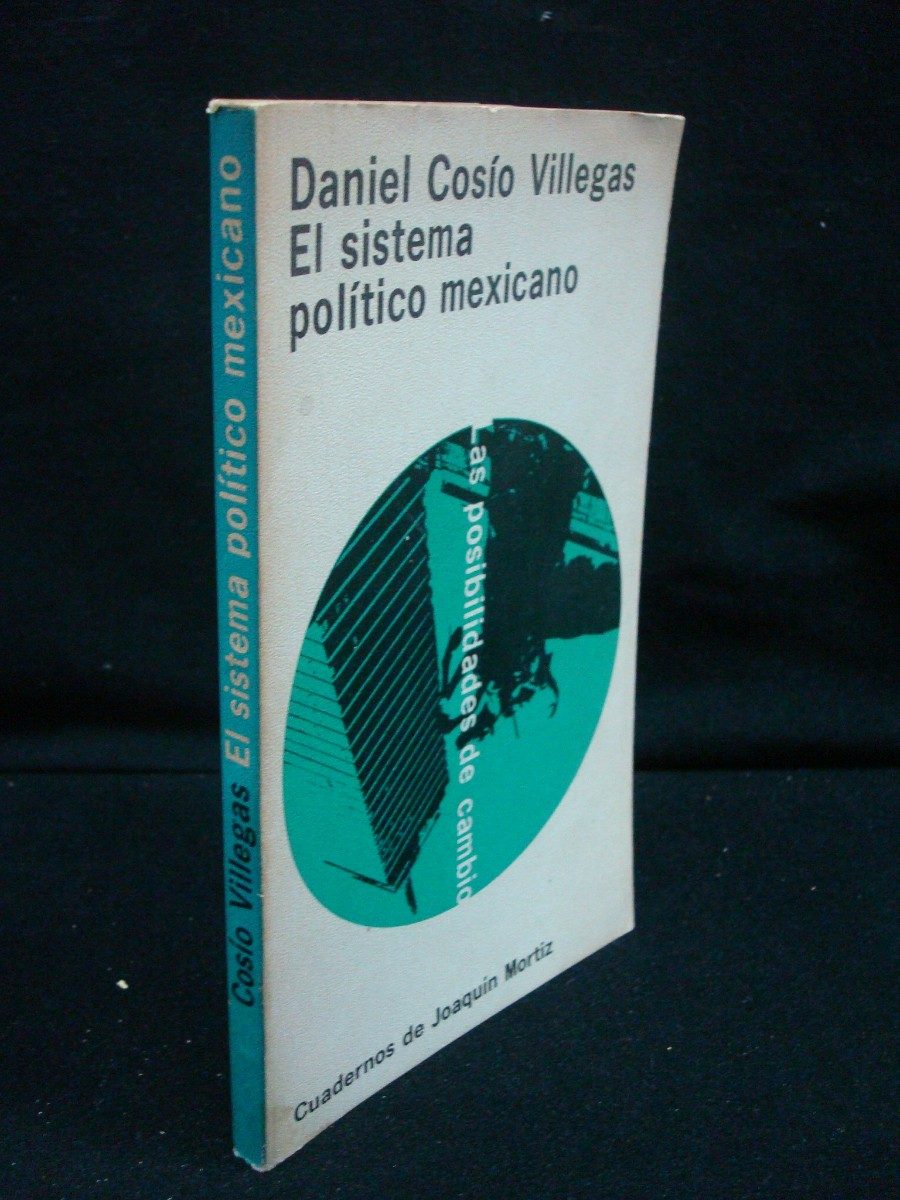 Daniel Cosío Villegas
El sistema
político mexicano
Las posibilidades de cambio
Cuadernos de Joaquín Mortiz
Cosío Villegas El sistema político mexicano